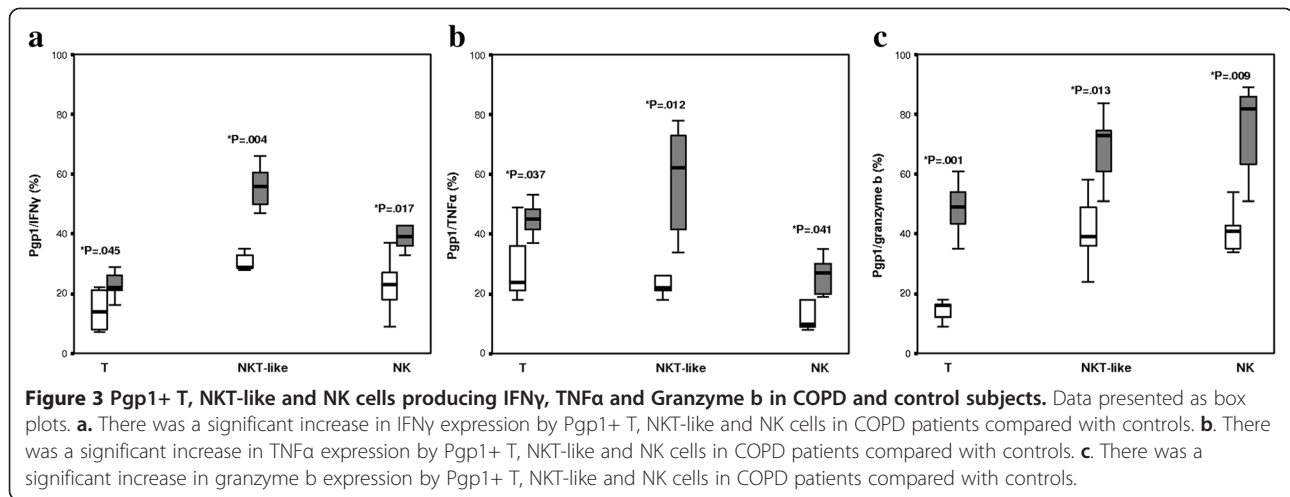 a
b
c
100
80
60
40
20
0
Pgp1/IFNγ (%)
*P=.045
*P=.004
*P=.017
T
NKT-like
NK
100
80
60
40
20
0
Pgp1/TNFα (%)
*P=.037
*P=.012
*P=.041
T
NKT-like
NK
100
80
60
40
20
0
Pgp1/granzyme b (%)
*P=.001
*P=.013
*P=.009
T
NKT-like
NK
Figure 3 Pgp1+ T, NKT-like and NK cells producing IFNγ, TNFα and Granzyme b in COPD and control subjects. Data presented as box
plots. a. There was a significant increase in IFNγ expression by Pgp1+ T, NKT-like and NK cells in COPD patients compared with controls. b. There
was a significant increase in TNFα expression by Pgp1+ T, NKT-like and NK cells in COPD patients compared with controls. c. There was a
significant increase in granzyme b expression by Pgp1+ T, NKT-like and NK cells in COPD patients compared with controls.